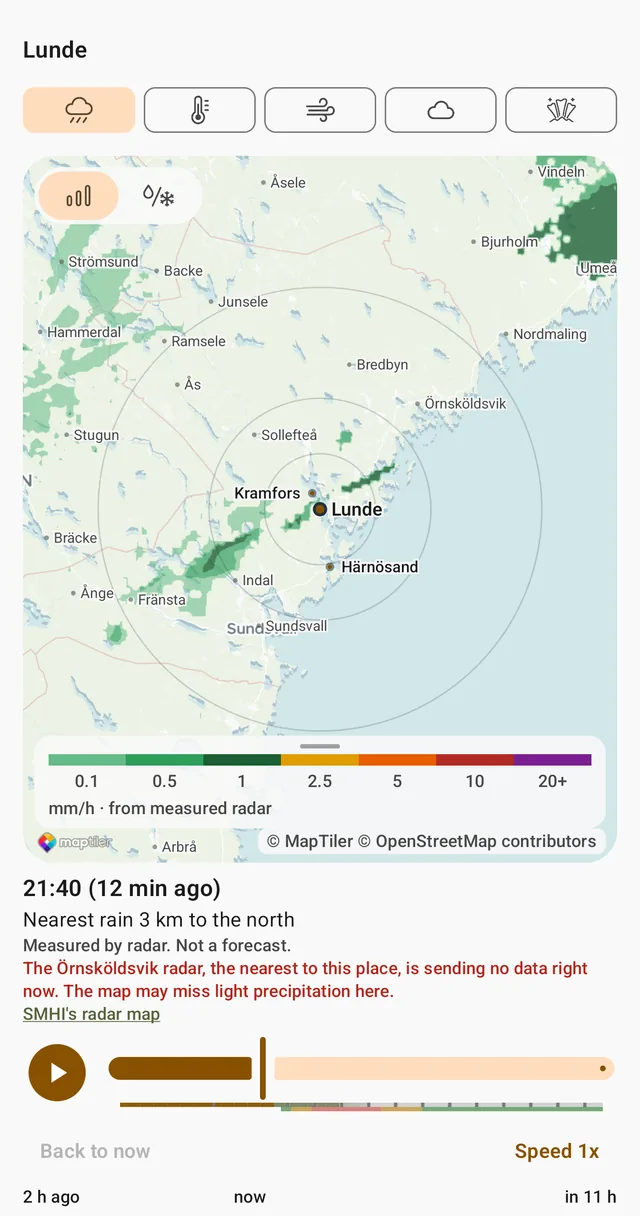 Lunde
Vindeln
Åsele
Bjurholm
Strömsund
Backe
Umeå
Junsele
Hammerdal
Ramsele
Nordmaling
Bredbyn
Ås
Örnsköldsvik
Stugun
Sollefteå
Kramfors
Lunde
Bräcke
Härnösand
Indal
Ånge
Fränsta
Sundsvall
Sundsvall
0.1 0.5 1 2.5 5 10 20+
mm/h · from measured radar
maptiler
© MapTiler © OpenStreetMap contributors
Arbrå
21:40 (12 min ago)
Nearest rain 3 km to the north
Measured by radar. Not a forecast.
The Örnsköldsvik radar, the nearest to this place, is sending no data right
now. The map may miss light precipitation here.
SMHI's radar map
Back to now
Speed 1x
2 h ago now in 11 h